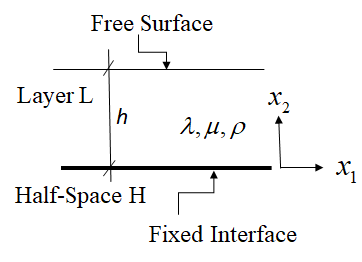 Free Surface
Layer L
h
λ, μ, ρ
x₂
x₁
Half-Space H
Fixed Interface